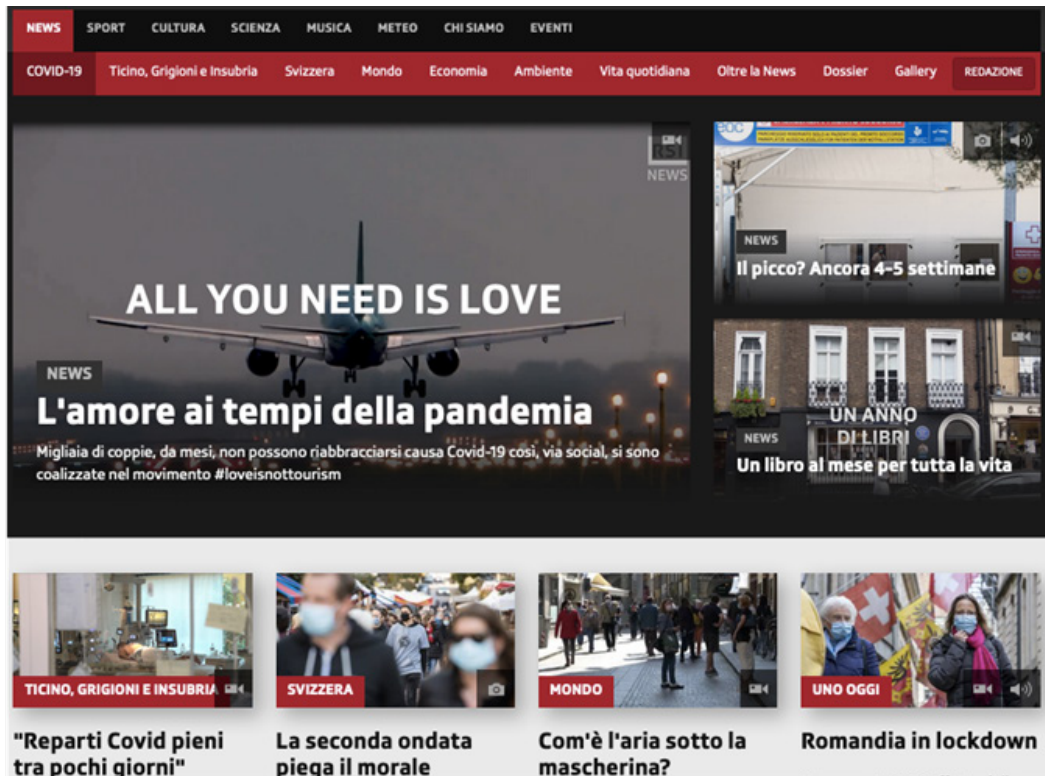 NEWS SPORT CULTURA SCIENZA MUSICA METEO CHI SIAMO EVENTI
COVID-19 Ticino, Grigioni e Insubria Svizzera Mondo Economia Ambiente Vita quotidiana Oltre la News Dossier Gallery REDAZIONE
RSI
NEWS
ALL YOU NEED IS LOVE
NEWS
L'amore ai tempi della pandemia
Migliaia di coppie, da mesi, non possono riabbracciarsi causa Covid-19 così, via social, si sono
coalizzate nel movimento #loveisnottourism
eoc
NEWS
Il picco? Ancora 4-5 settimane
UN ANNO
DI LIBRI
NEWS
Un libro al mese per tutta la vita
TICINO, GRIGIONI E INSUBRIA
"Reparti Covid pieni
tra pochi giorni"
SVIZZERA
La seconda ondata
piega il morale
MONDO
Com'è l'aria sotto la
mascherina?
UNO OGGI
Romandia in lockdown